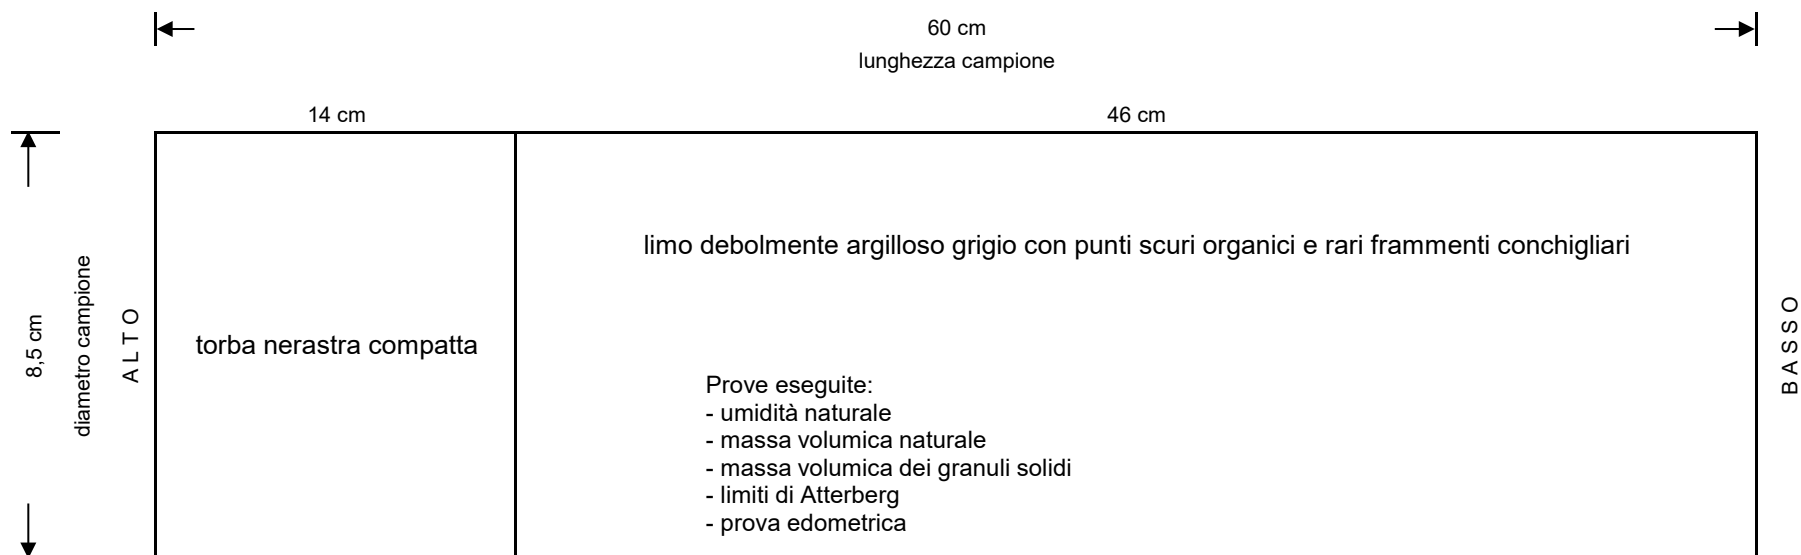 60 cm
lunghezza campione
14 cm
46 cm
8,5 cm
diametro campione
A L T O
torba nerastra compatta
limo debolmente argilloso grigio con punti scuri organici e rari frammenti conchigliari
Prove eseguite:
- umidità naturale
- massa volumica naturale
- massa volumica dei granuli solidi
- limiti di Atterberg
- prova edometrica
B A S S O